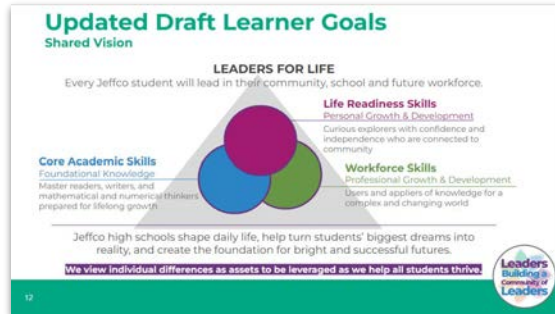 Updated Draft Learner Goals
Shared Vision
LEADERS FOR LIFE
Every Jeffco student will lead in their community, school and future workforce.
Life Readiness Skills
Personal Growth & Development
Curious explorers with confidence and
independence who are connected to
community
Core Academic Skills
Foundational Knowledge
Master readers, writers, and
mathematical and numerical thinkers
prepared for lifelong growth
Workforce Skills
Professional Growth & Development
Users and appliers of knowledge for a
complex and changing world
Jeffco high schools shape daily life, help turn students' biggest dreams into
reality, and create the foundation for bright and successful futures.
We view individual differences as assets to be leveraged as we help all students thrive.
Leaders
Building a
Community of
Leaders
12